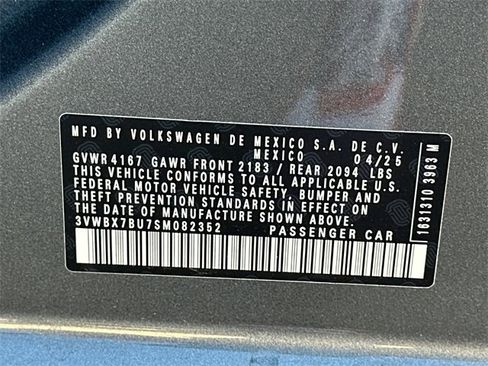 MFD BY VOLKSWAGEN DE MEXICO S.A. DE C.V.
MEXICO 04/25
GVWR 4167 GAWR FRONT 2183 / REAR 2094 LBS
THIS VEHICLE CONFORMS TO ALL APPLICABLE U.S.
FEDERAL MOTOR VEHICLE SAFETY, BUMPER AND
THEFT PREVENTION STANDARDS IN EFFECT ON THE
DATE OF MANUFACTURE SHOWN ABOVE
3VWBX7BU7SM082352 PASSENGER CAR
1631310 3963 M